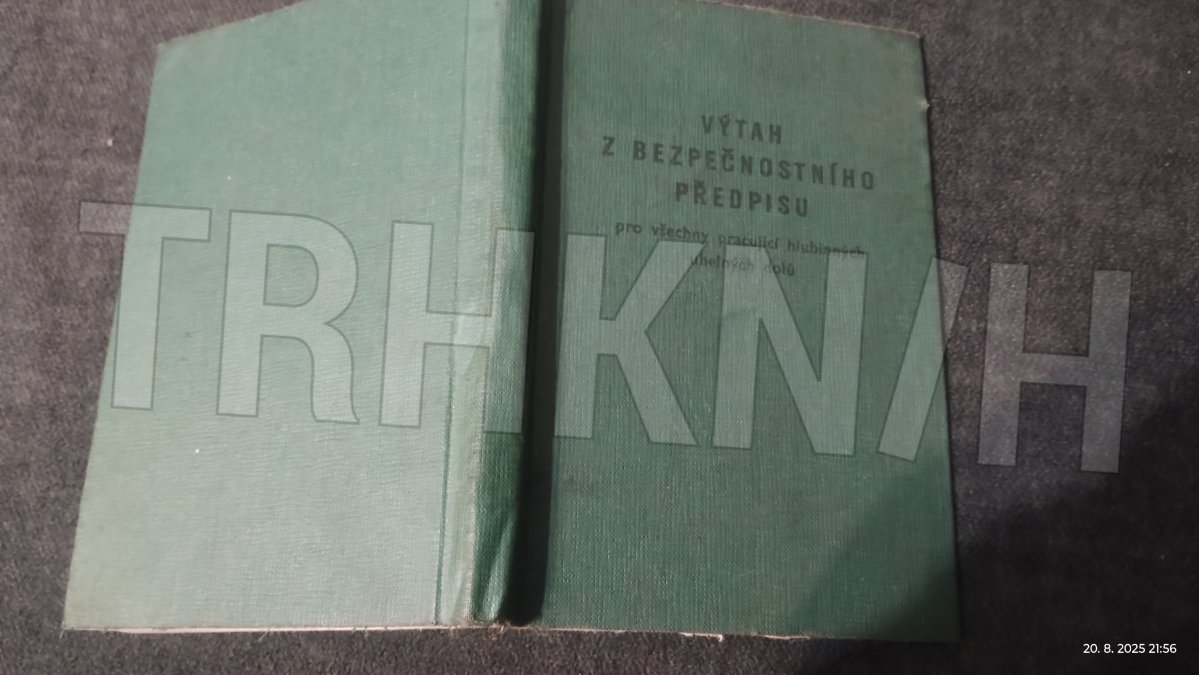 VÝTAH
Z BEZPEČNOSTNÍHO
PŘEDPISU
pro všechny pracující hlubinných
uhelných dolů
TRHKNIH
20. 8. 2025 21:56